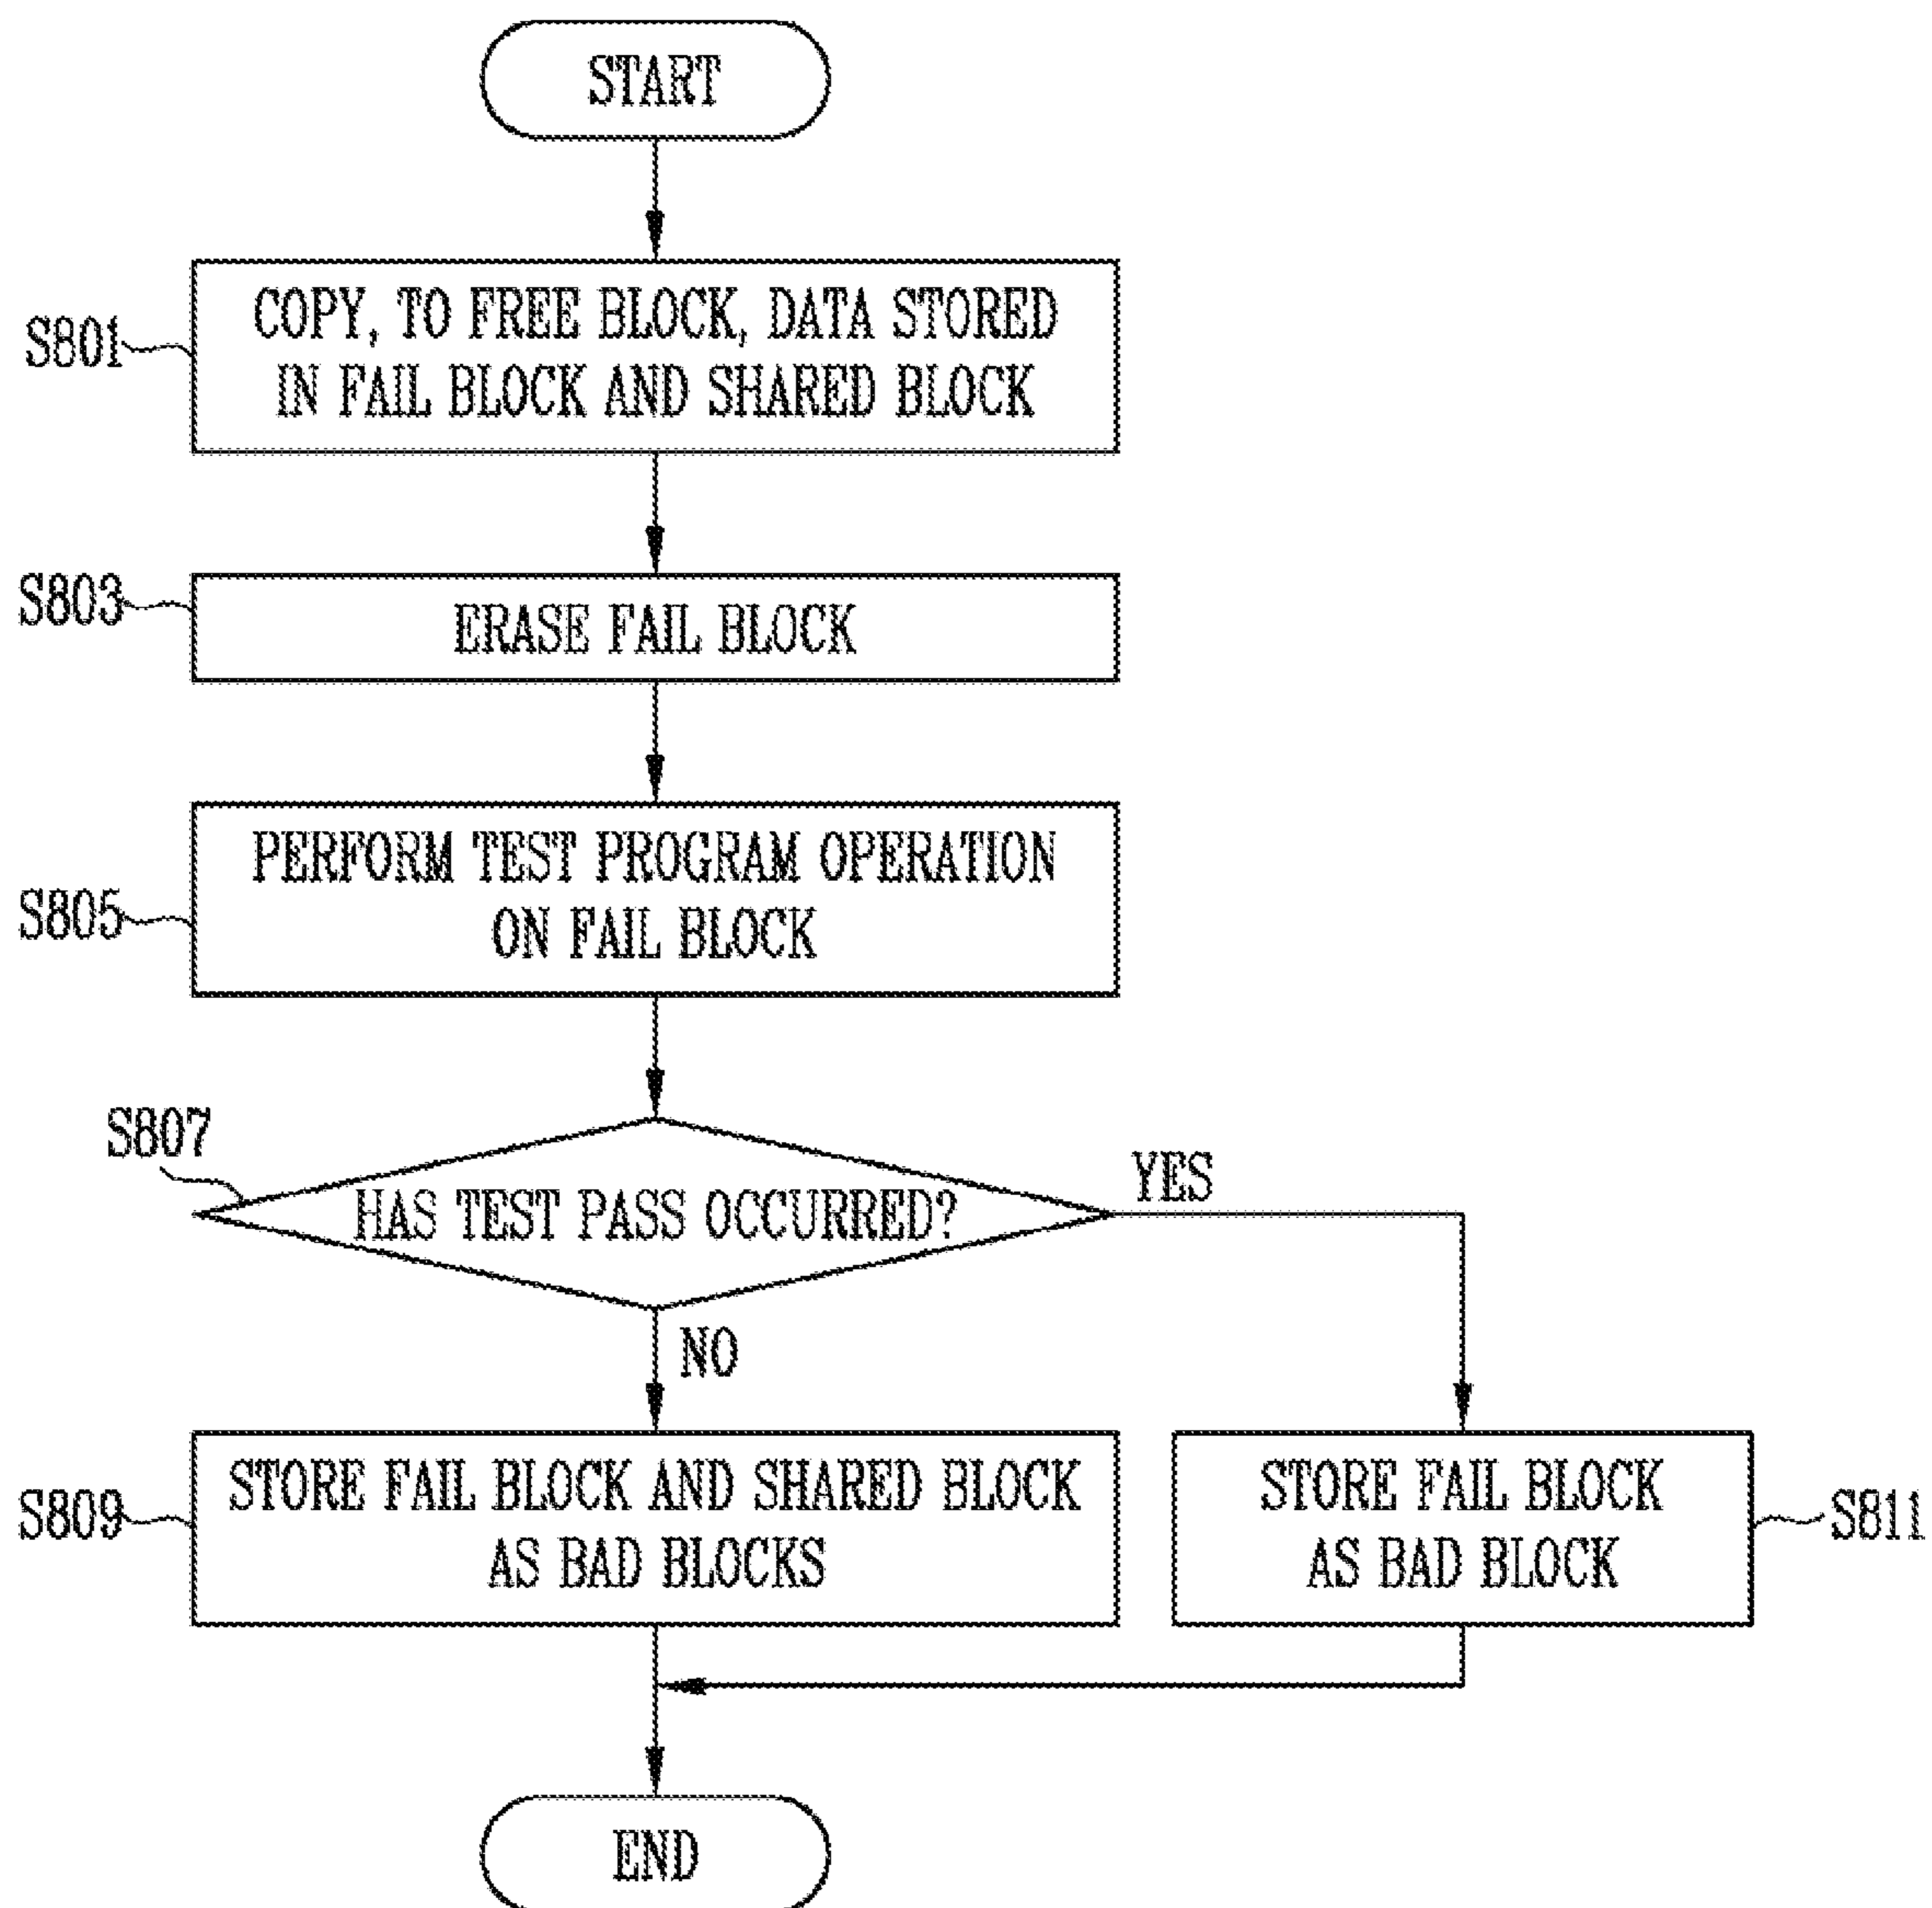 START
S801
COPY, TO FREE BLOCK, DATA STORED
IN FAIL BLOCK AND SHARED BLOCK
S803
ERASE FAIL BLOCK
S805
PERFORM TEST PROGRAM OPERATION
ON FAIL BLOCK
S807
HAS TEST PASS OCCURRED?
YES
NO
S809
STORE FAIL BLOCK AND SHARED BLOCK
AS BAD BLOCKS
STORE FAIL BLOCK
AS BAD BLOCK
S811
END